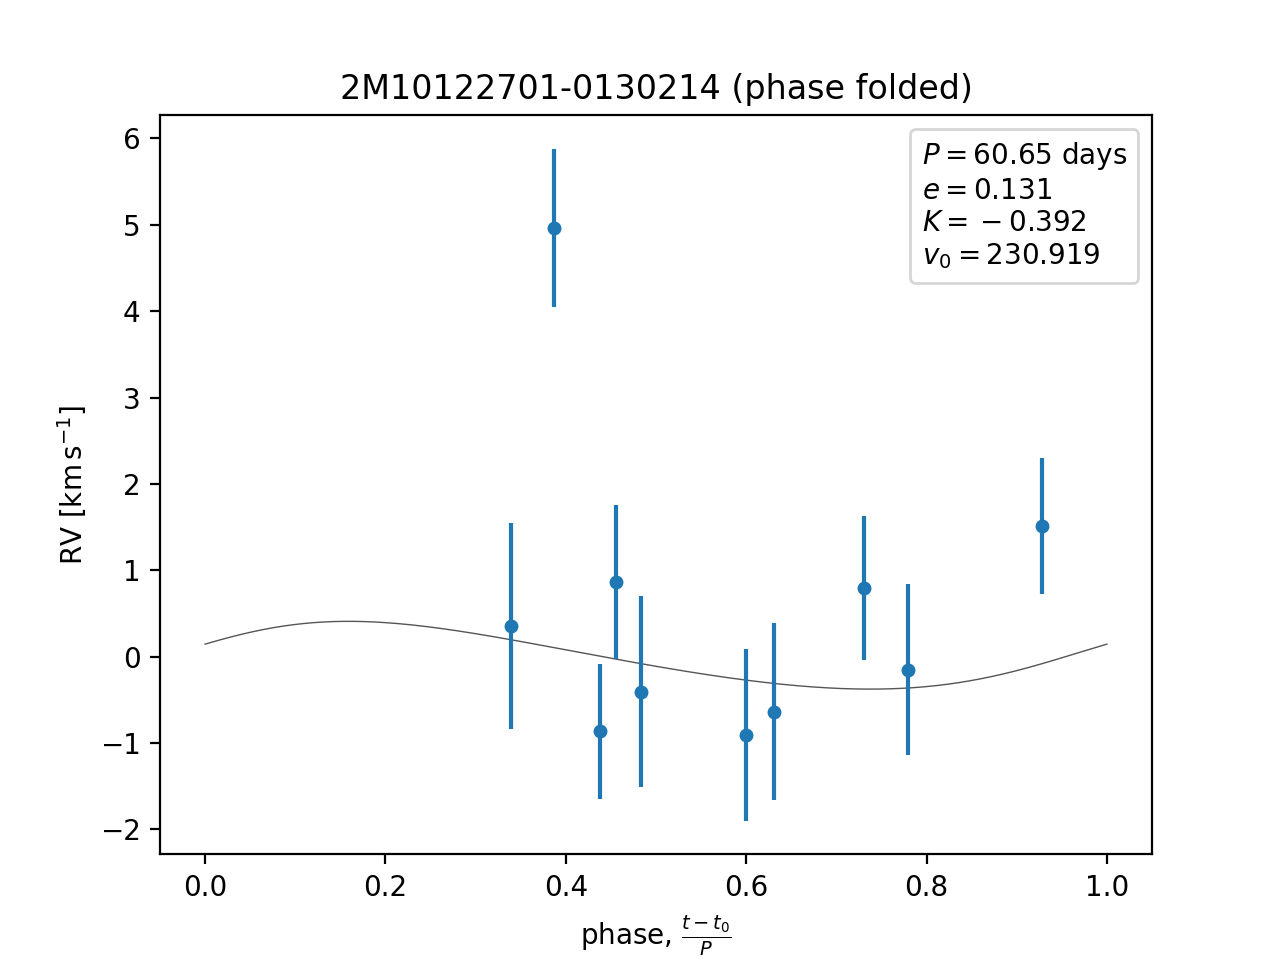 2M10122701-0130214 (phase folded)
P = 60.65 days
e = 0.131
K = −0.392
v₀ = 230.919
RV [km s⁻¹]
6
5
4
3
2
1
0
−1
−2
0.0 0.2 0.4 0.6 0.8 1.0
phase, (t − t₀)/P